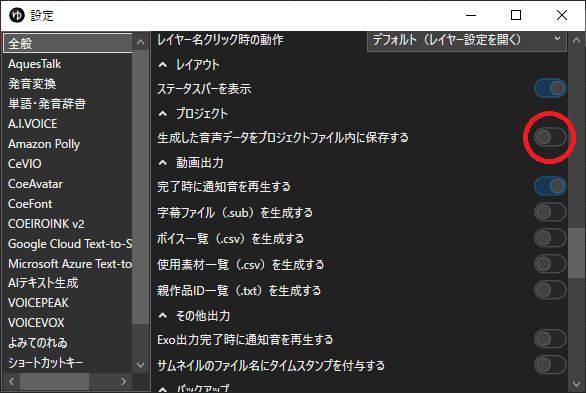 ゆ 設定
全般
AquesTalk
発音変換
単語・発音辞書
A.I.VOICE
Amazon Polly
CeVIO
CoeAvatar
CoeFont
COEIROINK v2
Google Cloud Text-to-S
Microsoft Azure Text-to
AIテキスト生成
VOICEPEAK
VOICEVOX
よみてのれゐ
ショートカットキー
レイヤー名クリック時の動作 デフォルト（レイヤー設定を開く）
レイアウト
ステータスバーを表示
プロジェクト
生成した音声データをプロジェクトファイル内に保存する
動画出力
完了時に通知音を再生する
字幕ファイル（.sub）を生成する
ボイス一覧（.csv）を生成する
使用素材一覧（.csv）を生成する
親作品ID一覧（.txt）を生成する
その他出力
Exo出力完了時に通知音を再生する
サムネイルのファイル名にタイムスタンプを付与する
バックアップ